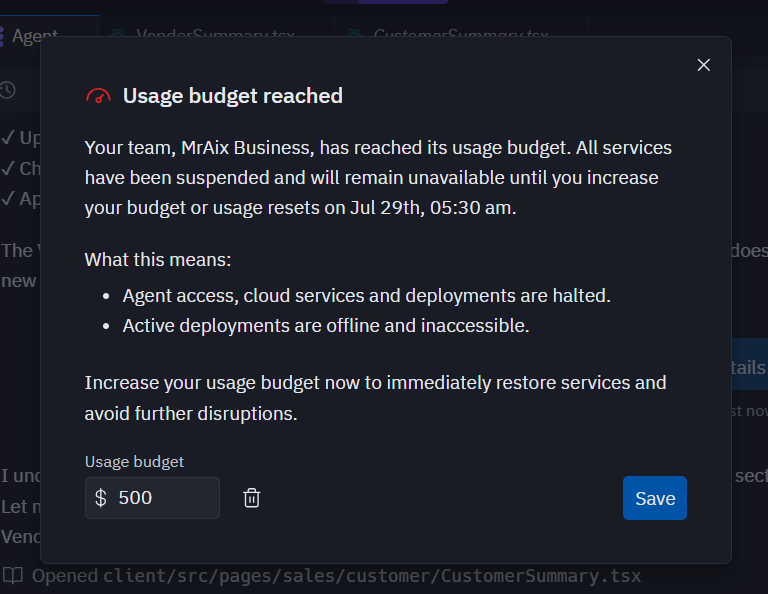 Agent VendorSummary.tsx CustomerSummary.tsx
Usage budget reached
✓ Up
Your team, MrAix Business, has reached its usage budget. All services
✓ Ch
have been suspended and will remain unavailable until you increase
✓ Ap
your budget or usage resets on Jul 29th, 05:30 am.
The
does
What this means:
new
• Agent access, cloud services and deployments are halted.
• Active deployments are offline and inaccessible.
tails
Increase your usage budget now to immediately restore services and
avoid further disruptions.
st now
Usage budget
I und
sect
$ 500
Save
Let m
Vend
Opened client/src/pages/sales/customer/CustomerSummary.tsx